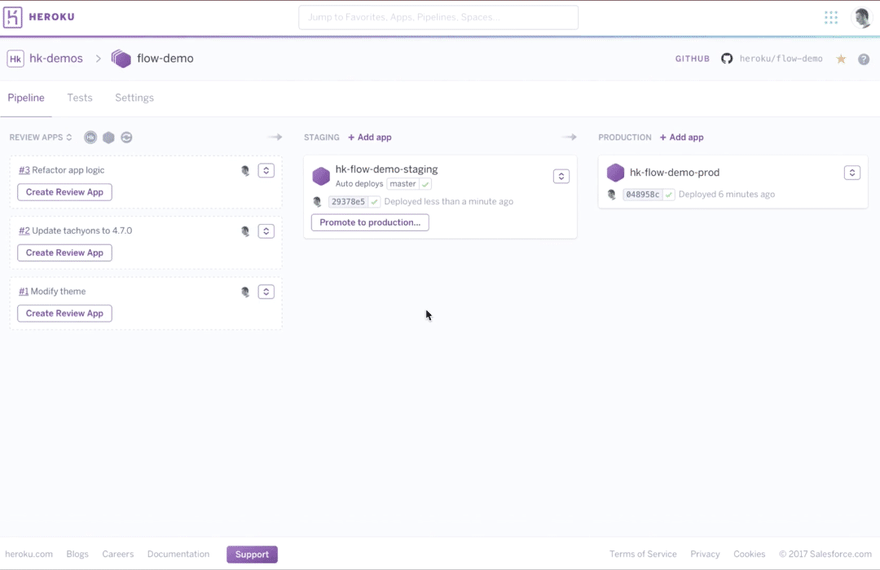 HEROKU
Jump to Favorites, Apps, Pipelines, Spaces...
Hk hk-demos > flow-demo
GITHUB heroku/flow-demo
Pipeline Tests Settings
REVIEW APPS
#3 Refactor app logic
Create Review App
#2 Update tachyons to 4.7.0
Create Review App
#1 Modify theme
Create Review App
STAGING + Add app
hk-flow-demo-staging
Auto deploys master ✓
29378e5 ✓ Deployed less than a minute ago
Promote to production...
PRODUCTION + Add app
hk-flow-demo-prod
048958c ✓ Deployed 6 minutes ago
heroku.com Blogs Careers Documentation Support Terms of Service Privacy Cookies © 2017 Salesforce.com